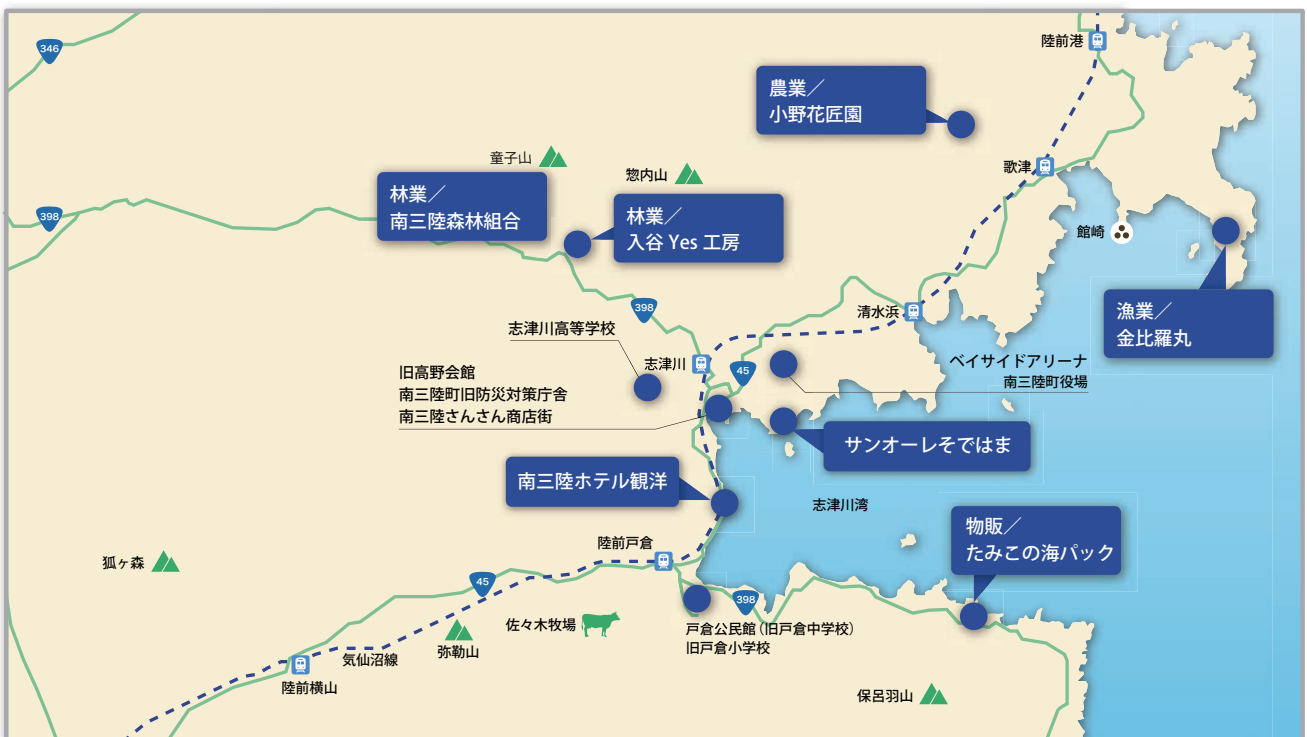 346
陸前港
農業／
小野花匠園
童子山
惣内山
歌津
398
林業／
南三陸森林組合
林業／
入谷 Yes 工房
館崎
398
清水浜
漁業／
金比羅丸
志津川高等学校
志津川
45
ベイサイドアリーナ
南三陸町役場
旧高野会館
南三陸町旧防災対策庁舎
南三陸さんさん商店街
サンオーレそではま
南三陸ホテル観洋
志津川湾
物販／
たみこの海パック
陸前戸倉
狐ヶ森
45
398
佐々木牧場
戸倉公民館（旧戸倉中学校）
旧戸倉小学校
弥勒山
気仙沼線
陸前横山
保呂羽山